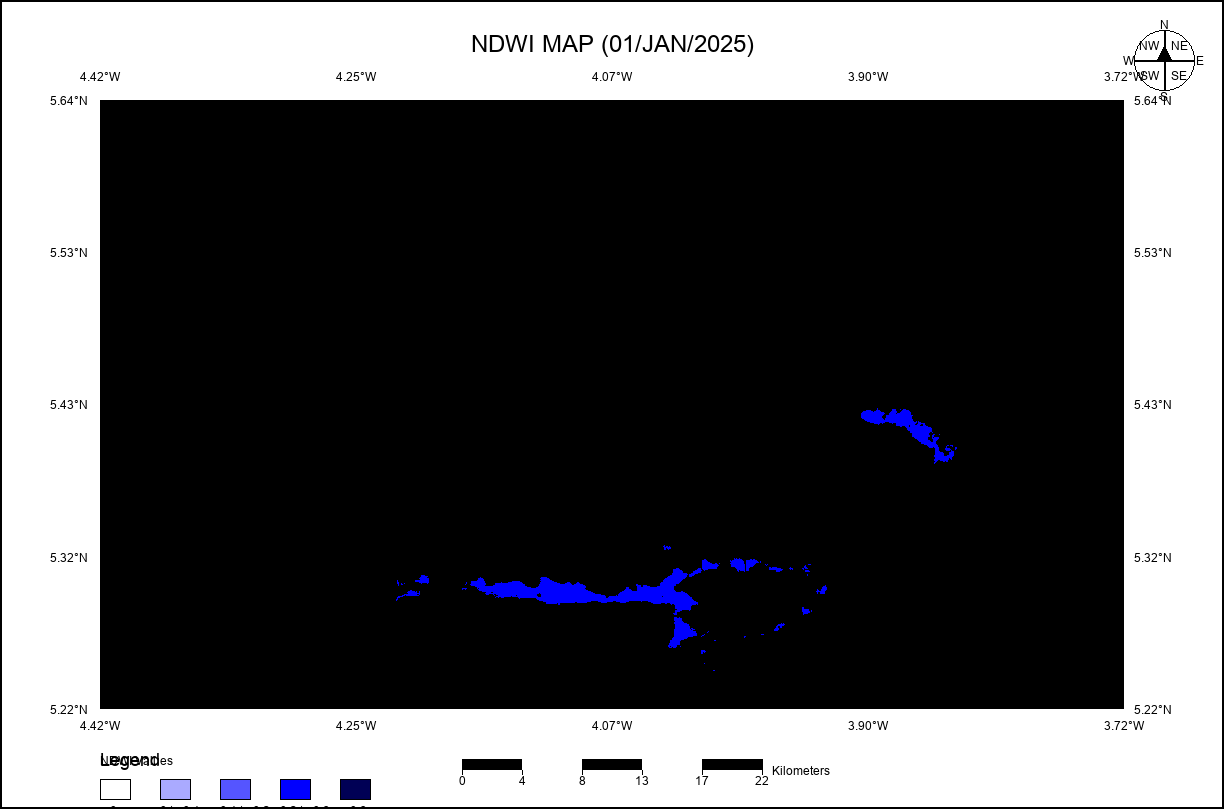 NDWI MAP (01/JAN/2025)
N
NW NE
W E
SW SE
S
4.42°W 4.25°W 4.07°W 3.90°W 3.72°W
5.64°N 5.64°N
5.53°N 5.53°N
5.43°N 5.43°N
5.32°N 5.32°N
5.22°N 5.22°N
4.42°W 4.25°W 4.07°W 3.90°W 3.72°W
Legend
NDWI Values
Kilometers
0 4 8 13 17 22